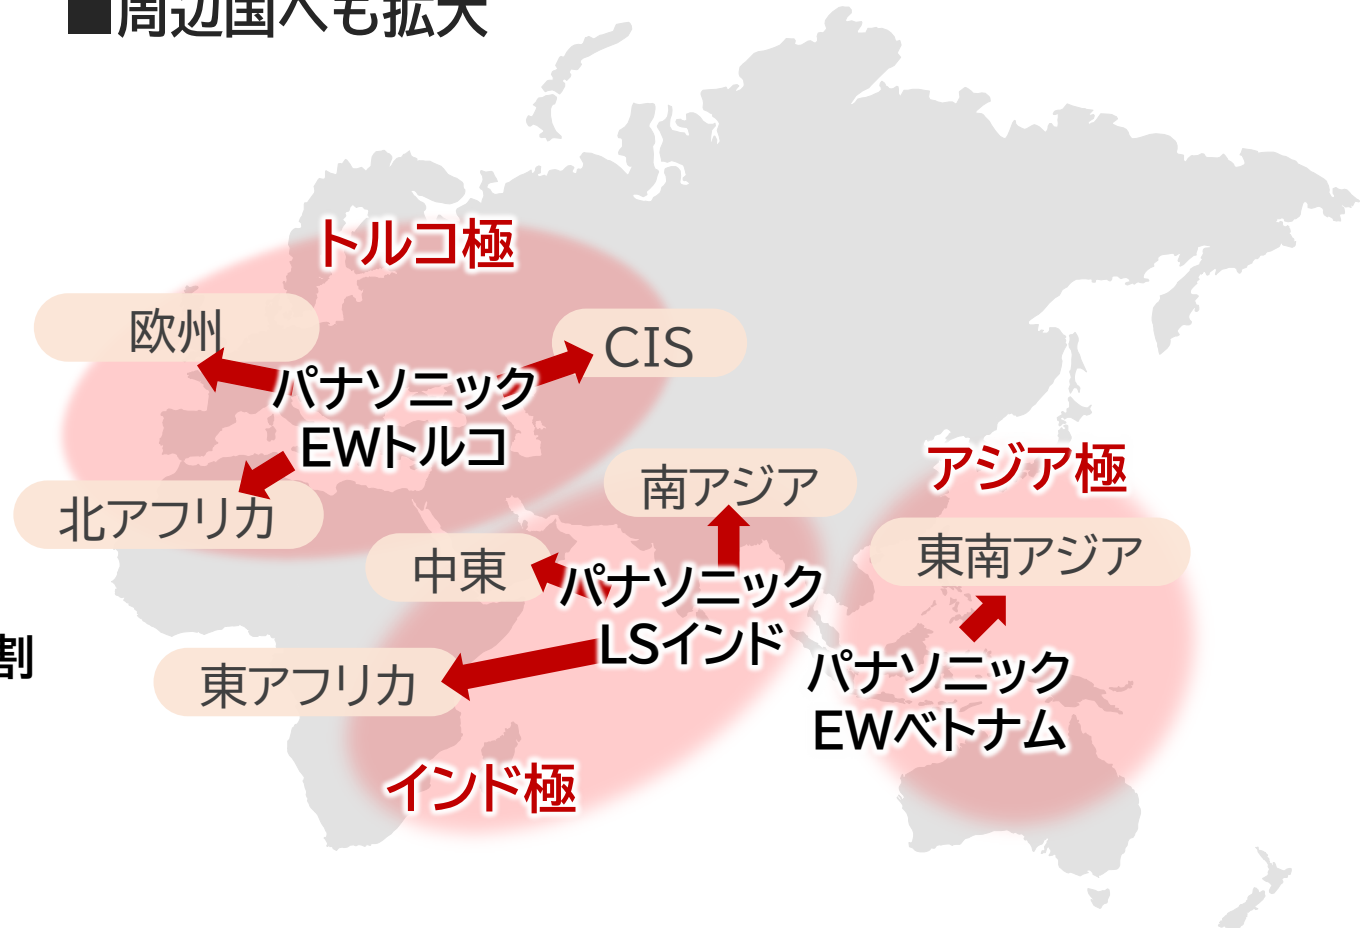 ■周辺国へも拡大
トルコ極
欧州
CIS
パナソニック
EWトルコ
北アフリカ
南アジア
アジア極
中東
東南アジア
パナソニック
LSインド
割
東アフリカ
パナソニック
EWベトナム
インド極